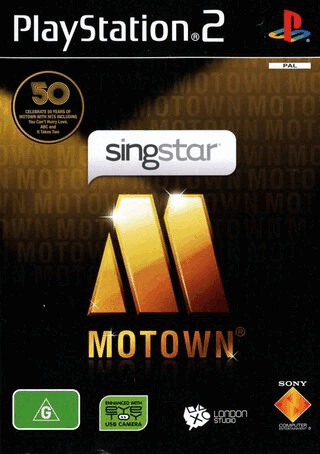 PlayStation®2
PAL
50
CELEBRATE 50 YEARS OF
MOTOWN WITH HITS INCLUDING
You Can't Hurry Love,
ABC and
It Takes Two
singstar
M
MOTOWN®
G
ENHANCED WITH
EYE
TOY
USB CAMERA
LONDON
STUDIO
SONY
COMPUTER
ENTERTAINMENT